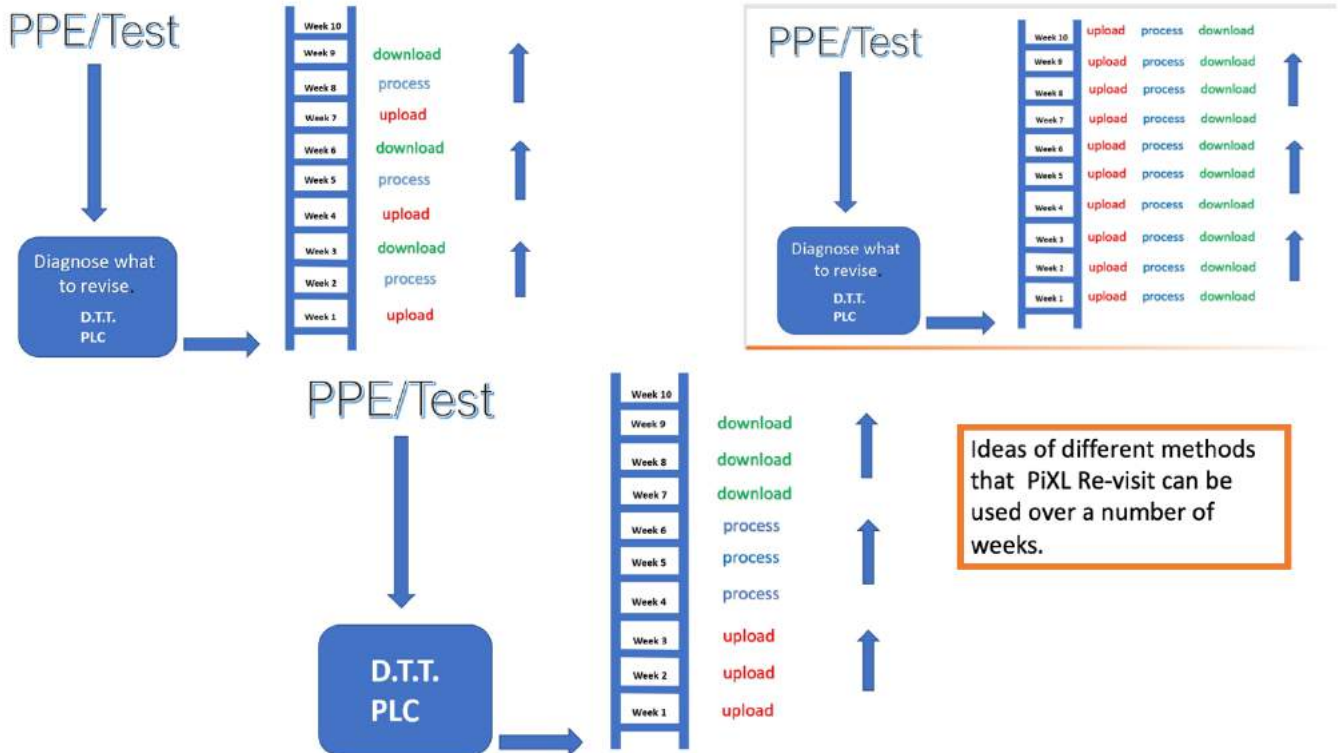 PPE/Test
Week 10
Week 9 download
Week 8 process
Week 7 upload
Week 6 download
Week 5 process
Week 4 upload
Week 3 download
Week 2 process
Week 1 upload
Diagnose what
to revise.
D.T.T.
PLC
PPE/Test
Week 10 upload process download
Week 9 upload process download
Week 8 upload process download
Week 7 upload process download
Week 6 upload process download
Week 5 upload process download
Week 4 upload process download
Week 3 upload process download
Week 2 upload process download
Week 1 upload process download
Diagnose what
to revise.
D.T.T.
PLC
PPE/Test
Week 10
Week 9 download
Week 8 download
Week 7 download
Week 6 process
Week 5 process
Week 4 process
Week 3 upload
Week 2 upload
Week 1 upload
D.T.T.
PLC
Ideas of different methods
that PiXL Re-visit can be
used over a number of
weeks.